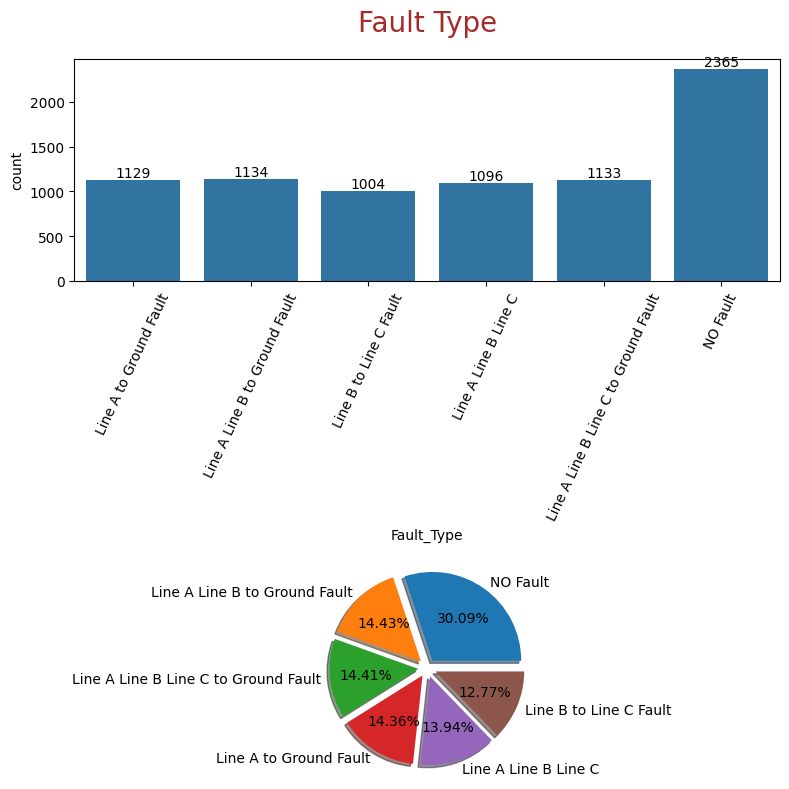 Fault Type
count
2000
1500
1000
500
0
1129
1134
1004
1096
1133
2365
Line A to Ground Fault
Line A Line B to Ground Fault
Line B to Line C Fault
Line A Line B Line C
Line A Line B Line C to Ground Fault
NO Fault
Fault_Type
NO Fault
30.09%
Line A Line B to Ground Fault
14.43%
Line A Line B Line C to Ground Fault
14.41%
Line A to Ground Fault
14.36%
Line A Line B Line C
13.94%
Line B to Line C Fault
12.77%